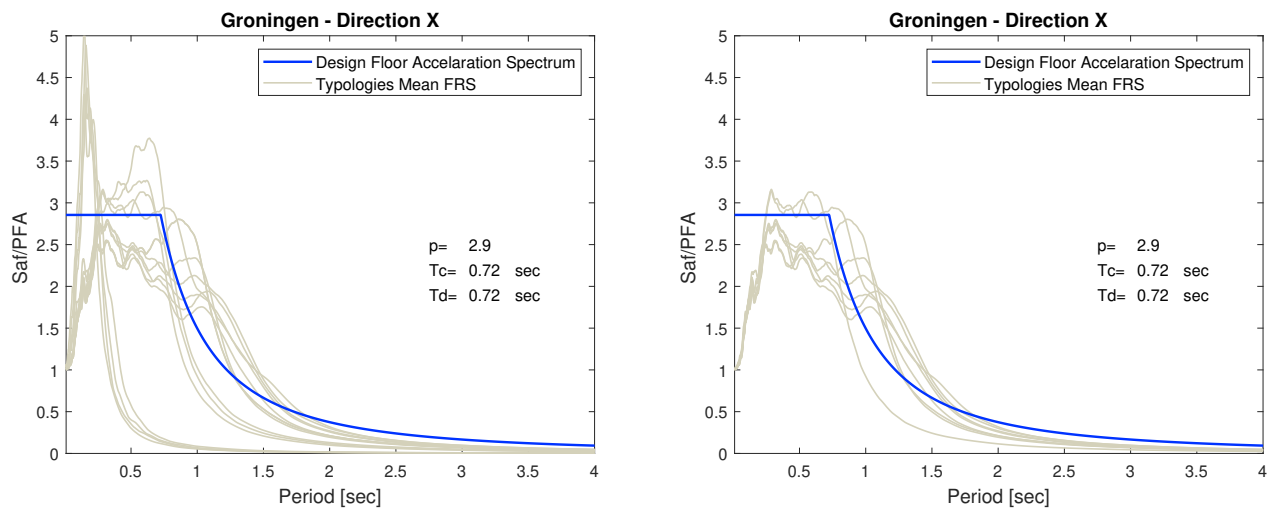 Groningen - Direction X
5
4.5
4
3.5
3
2.5
2
1.5
1
0.5
0
Saf/PFA
Design Floor Accelaration Spectrum
Typologies Mean FRS
p= 2.9
Tc= 0.72 sec
Td= 0.72 sec
0.5 1 1.5 2 2.5 3 3.5 4
Period [sec]
Groningen - Direction X
5
4.5
4
3.5
3
2.5
2
1.5
1
0.5
0
Saf/PFA
Design Floor Accelaration Spectrum
Typologies Mean FRS
p= 2.9
Tc= 0.72 sec
Td= 0.72 sec
0.5 1 1.5 2 2.5 3 3.5 4
Period [sec]